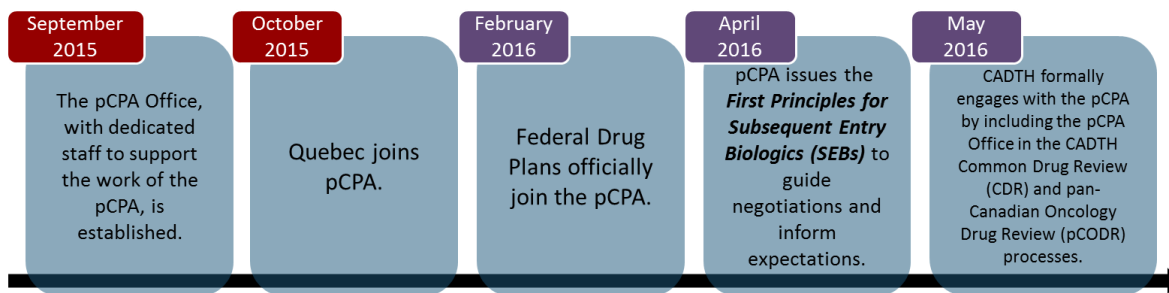 September
2015
The pCPA Office,
with dedicated
staff to support
the work of the
pCPA, is
established.
October
2015
Quebec joins
pCPA.
February
2016
Federal Drug
Plans officially
join the pCPA.
April
2016
pCPA issues the
First Principles for
Subsequent Entry
Biologics (SEBs) to
guide
negotiations and
inform
expectations.
May
2016
CADTH formally
engages with the pCPA
by including the pCPA
Office in the CADTH
Common Drug Review
(CDR) and pan-
Canadian Oncology
Drug Review (pCODR)
processes.